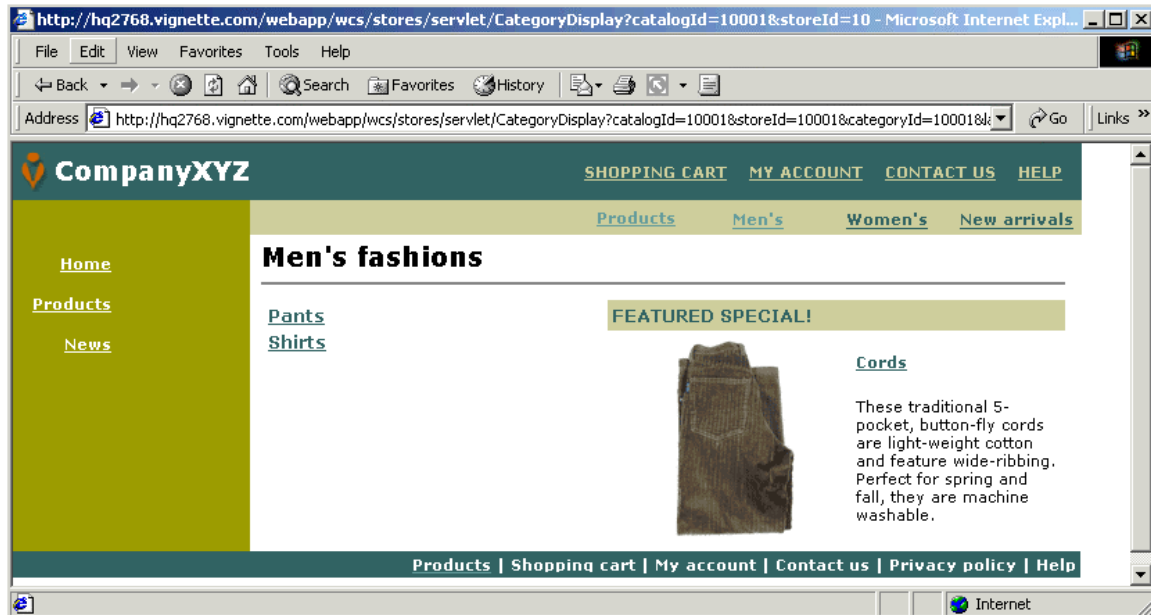 http://hq2768.vignette.com/webapp/wcs/stores/servlet/CategoryDisplay?catalogId=10001&storeId=10 - Microsoft Internet Expl...
File Edit View Favorites Tools Help
Back Search Favorites History
Address http://hq2768.vignette.com/webapp/wcs/stores/servlet/CategoryDisplay?catalogId=10001&storeId=10001&categoryId=10001&la Go Links »
CompanyXYZ
SHOPPING CART MY ACCOUNT CONTACT US HELP
Products Men's Women's New arrivals
Home
Products
News
Men's fashions
Pants
Shirts
FEATURED SPECIAL!
Cords
These traditional 5-
pocket, button-fly cords
are light-weight cotton
and feature wide-ribbing.
Perfect for spring and
fall, they are machine
washable.
Products | Shopping cart | My account | Contact us | Privacy policy | Help
Internet